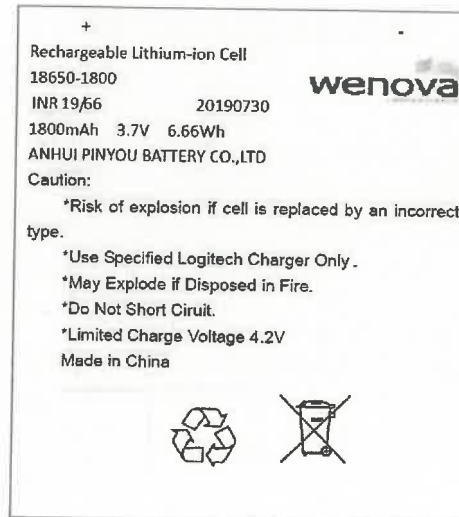 + -
Rechargeable Lithium-ion Cell
18650-1800
wenova
INR 19/66 20190730
1800mAh 3.7V 6.66Wh
ANHUI PINYOU BATTERY CO.,LTD
Caution:
*Risk of explosion if cell is replaced by an incorrect
type.
*Use Specified Logitech Charger Only.
*May Explode if Disposed in Fire.
*Do Not Short Ciruit.
*Limited Charge Voltage 4.2V
Made in China